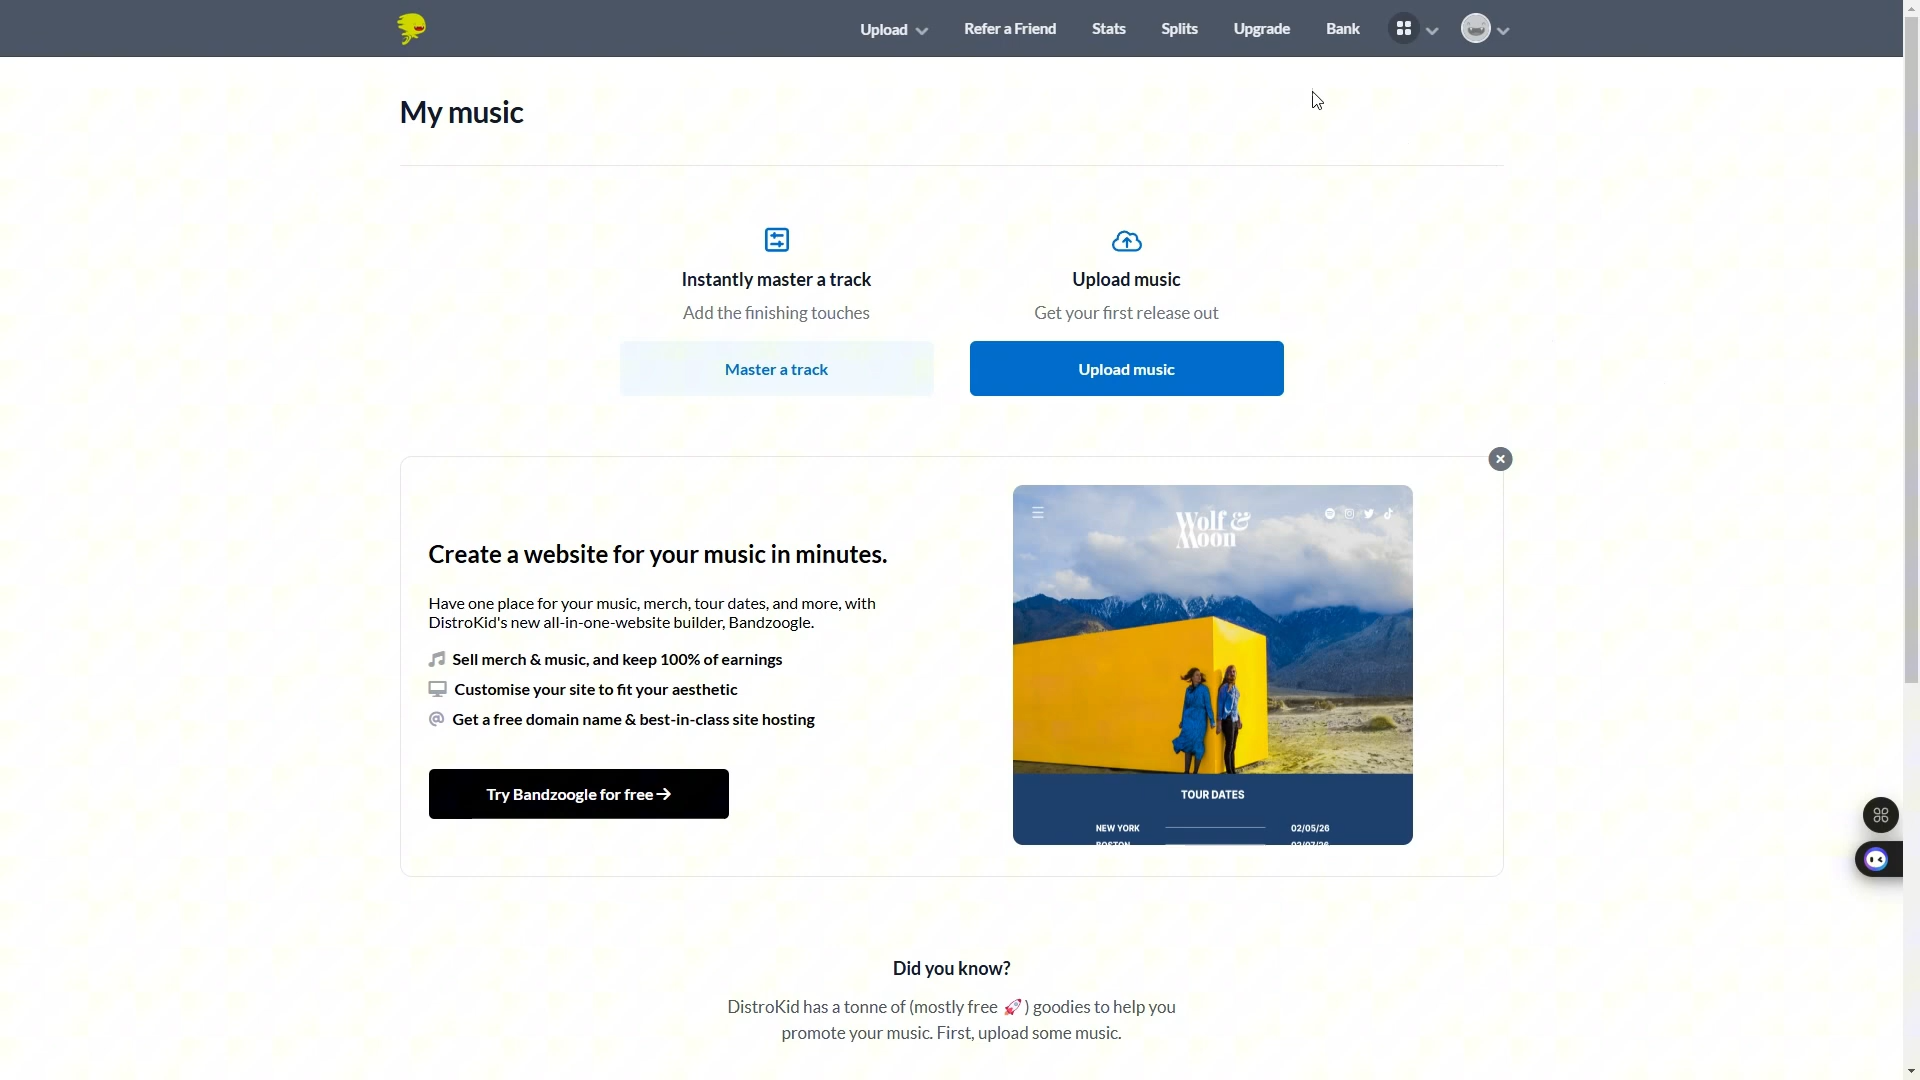 Upload
Refer a Friend
Stats
Splits
Upgrade
Bank
My music
Instantly master a track
Add the finishing touches
Master a track
Upload music
Get your first release out
Upload music
Create a website for your music in minutes.
Have one place for your music, merch, tour dates, and more, with
DistroKid's new all-in-one-website builder, Bandzoogle.
Sell merch & music, and keep 100% of earnings
Customise your site to fit your aesthetic
@ Get a free domain name & best-in-class site hosting
Try Bandzoogle for free →
Wolf &
Moon
TOUR DATES
NEW YORK 02/05/26
BOSTON 02/07/26
Did you know?
DistroKid has a tonne of (mostly free 🚀) goodies to help you
promote your music. First, upload some music.